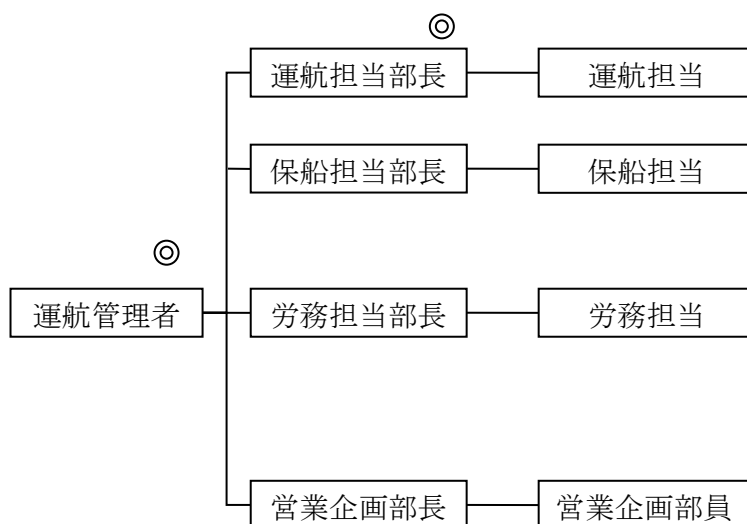 ◎
運航担当部長 運航担当
保船担当部長 保船担当
◎
運航管理者 労務担当部長 労務担当
営業企画部長 営業企画部員